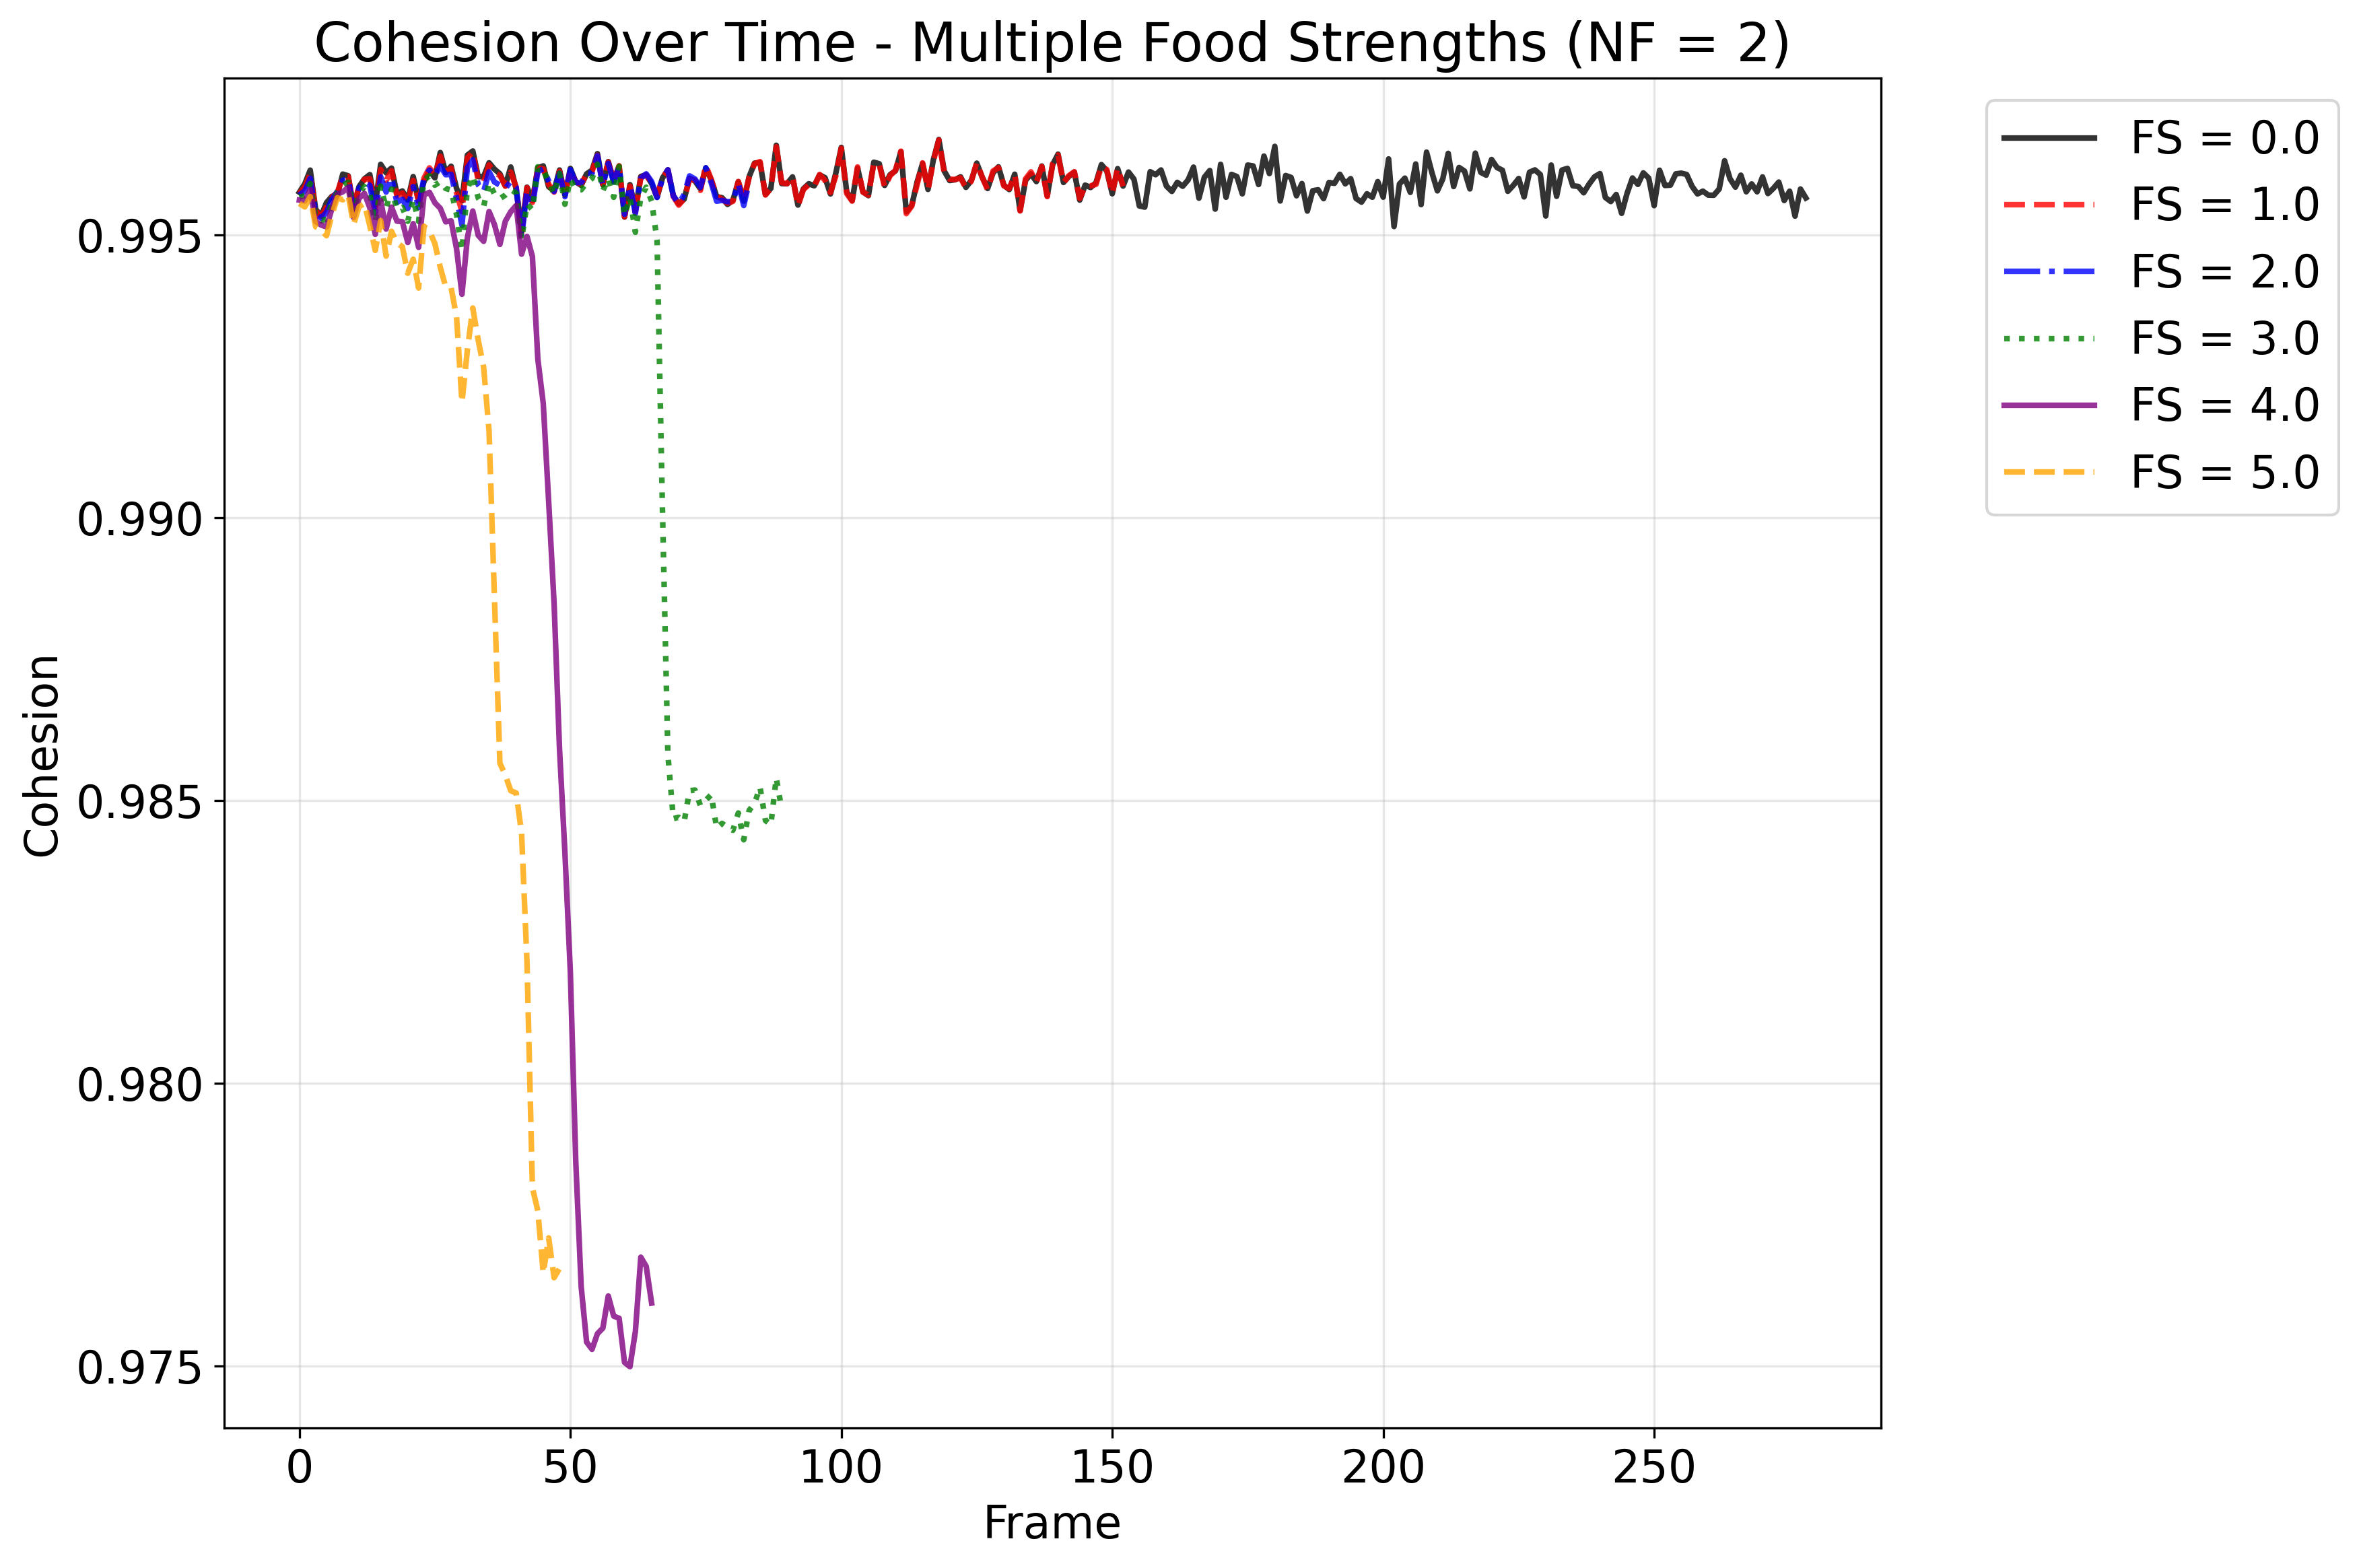 Cohesion Over Time - Multiple Food Strengths (NF = 2)
FS = 0.0
FS = 1.0
FS = 2.0
FS = 3.0
FS = 4.0
FS = 5.0
Cohesion
0.995
0.990
0.985
0.980
0.975
0 50 100 150 200 250
Frame